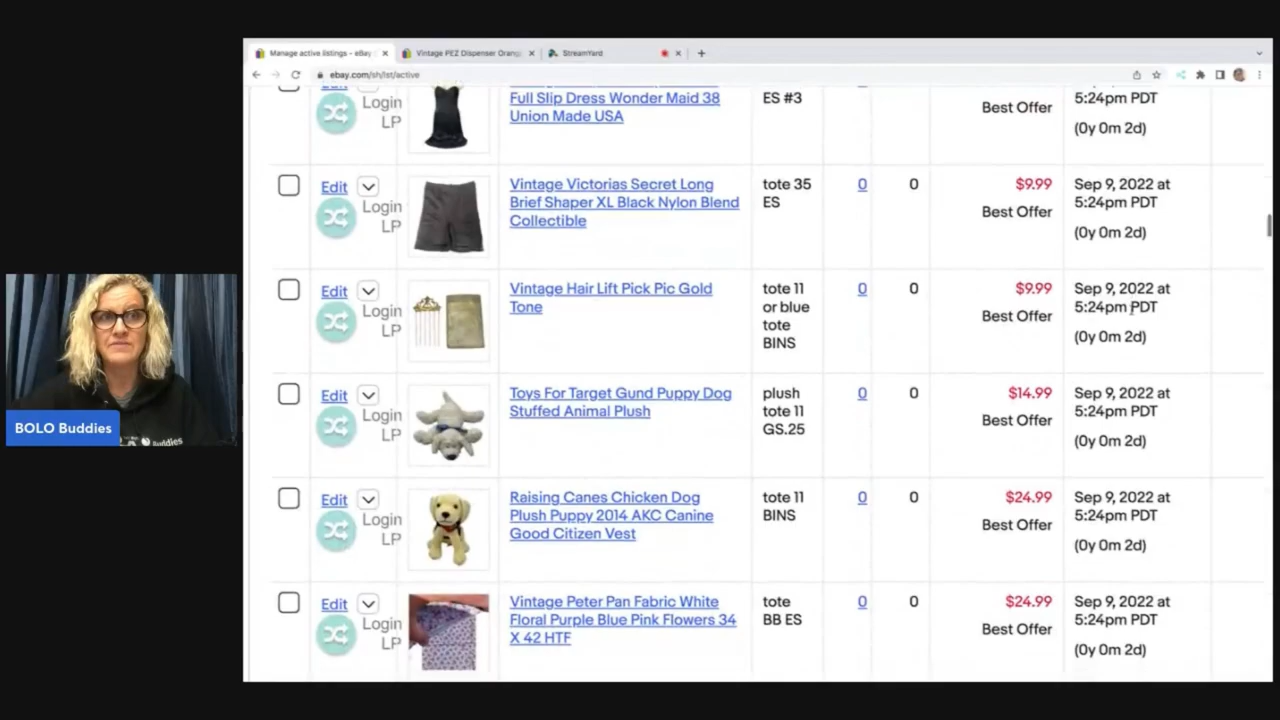 Manage active listings - eBay
Vintage PEZ Dispenser Orang
StreamYard
ebay.com/sh/lst/active
Edit
Login
LP
Full Slip Dress Wonder Maid 38
Union Made USA
ES #3
Best Offer
5:24pm PDT
(0y 0m 2d)
Edit
Login
LP
Vintage Victorias Secret Long
Brief Shaper XL Black Nylon Blend
Collectible
tote 35
ES
0
0
$9.99
Best Offer
Sep 9, 2022 at
5:24pm PDT
(0y 0m 2d)
Edit
Login
LP
Vintage Hair Lift Pick Pic Gold
Tone
tote 11
or blue
tote
BINS
0
0
$9.99
Best Offer
Sep 9, 2022 at
5:24pm PDT
(0y 0m 2d)
Edit
Login
LP
Toys For Target Gund Puppy Dog
Stuffed Animal Plush
plush
tote 11
GS.25
0
0
$14.99
Best Offer
Sep 9, 2022 at
5:24pm PDT
(0y 0m 2d)
Edit
Login
LP
Raising Canes Chicken Dog
Plush Puppy 2014 AKC Canine
Good Citizen Vest
tote 11
BINS
0
0
$24.99
Best Offer
Sep 9, 2022 at
5:24pm PDT
(0y 0m 2d)
Edit
Login
LP
Vintage Peter Pan Fabric White
Floral Purple Blue Pink Flowers 34
X 42 HTF
tote
BB ES
0
0
$24.99
Best Offer
Sep 9, 2022 at
5:24pm PDT
(0y 0m 2d)
BOLO Buddies
Buddies